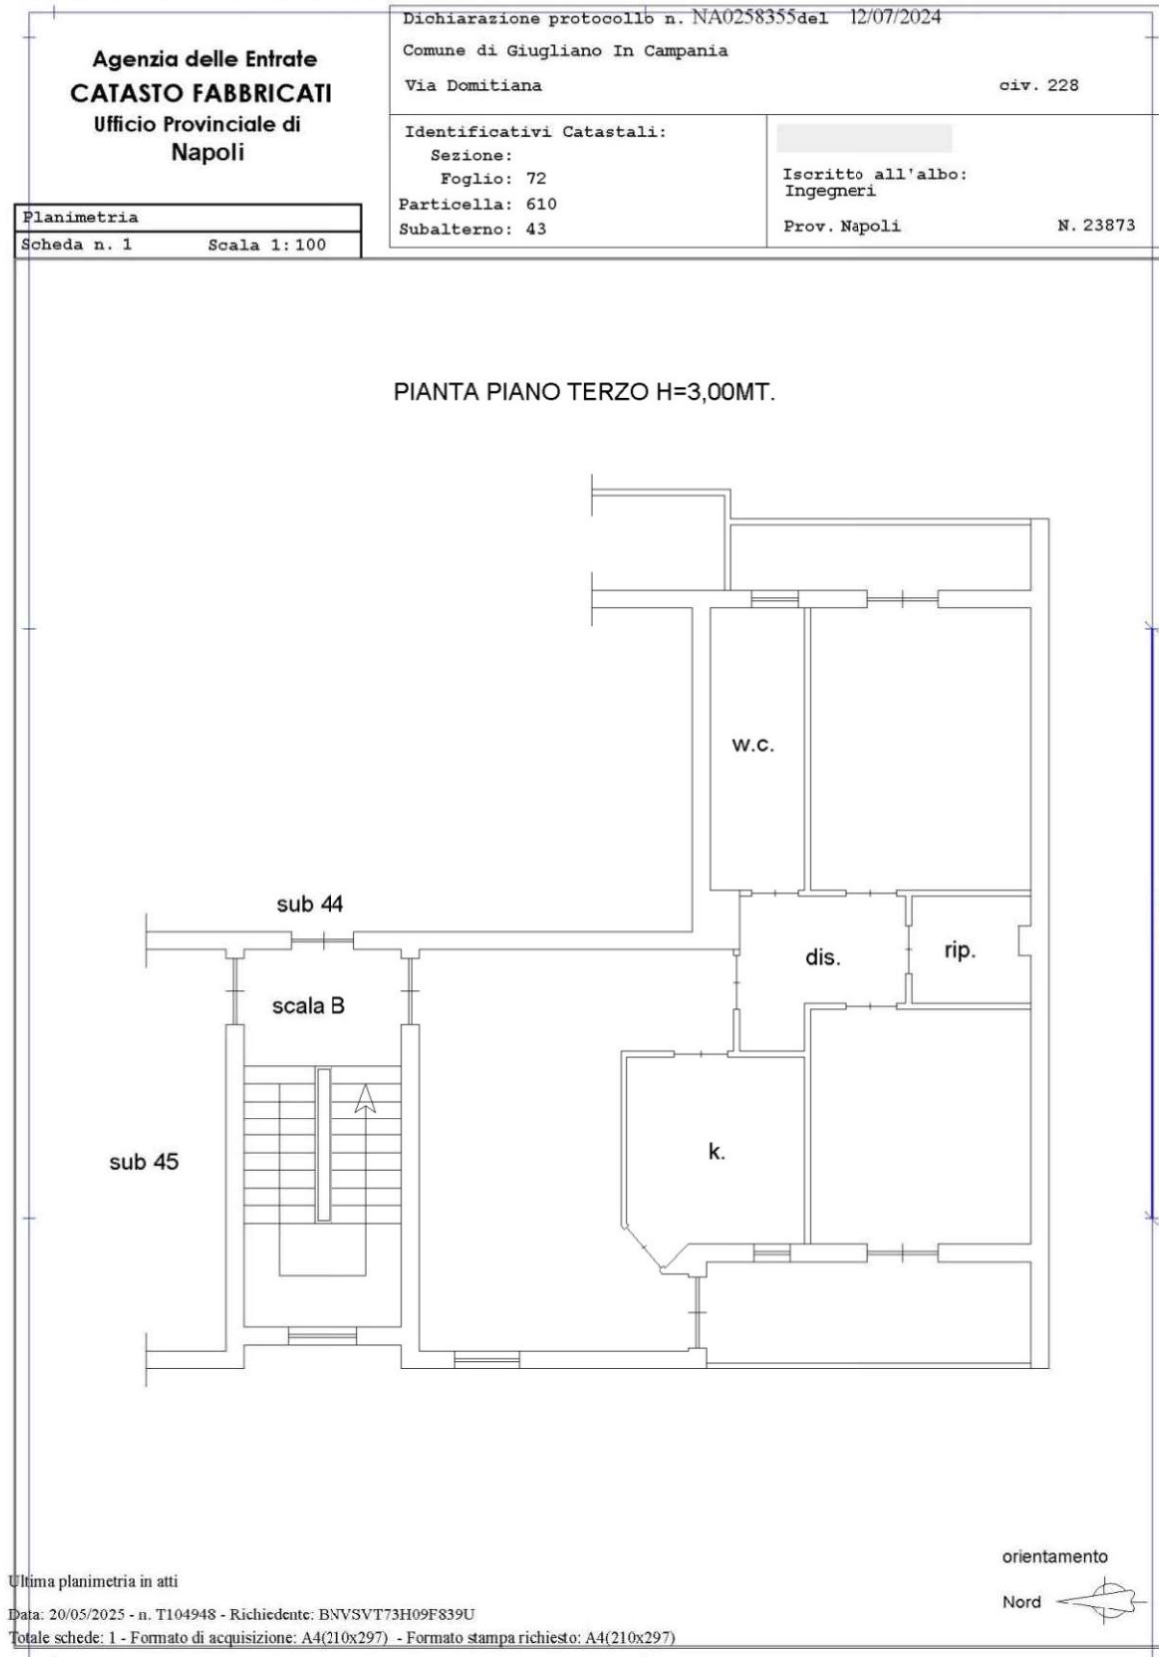 Agenzia delle Entrate
CATASTO FABBRICATI
Ufficio Provinciale di
Napoli
Dichiarazione protocollo n. NA0258355del 12/07/2024
Comune di Giugliano In Campania
Via Domitiana civ. 228
Identificativi Catastali:
Sezione:
Foglio: 72
Particella: 610
Subalterno: 43
Iscritto all'albo:
Ingegneri
Prov. Napoli N. 23873
Planimetria
Scheda n. 1 Scala 1:100
PIANTA PIANO TERZO H=3,00MT.
w.c.
sub 44
dis.
rip.
scala B
k.
sub 45
orientamento
Nord
Ultima planimetria in atti
Data: 20/05/2025 - n. T104948 - Richiedente: BNVSVT73H09F839U
Totale schede: 1 - Formato di acquisizione: A4(210x297) - Formato stampa richiesto: A4(210x297)